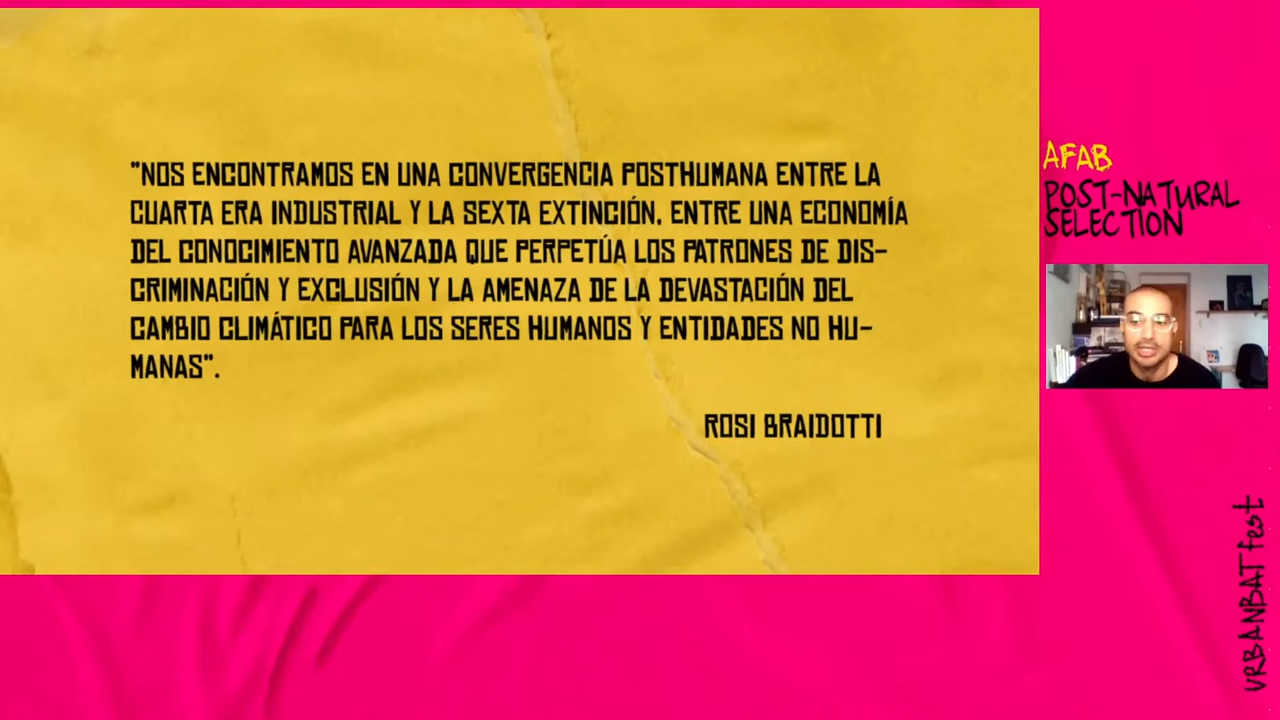 "NOS ENCONTRAMOS EN UNA CONVERGENCIA POSTHUMANA ENTRE LA
CUARTA ERA INDUSTRIAL Y LA SEXTA EXTINCIÓN, ENTRE UNA ECONOMÍA
DEL CONOCIMIENTO AVANZADA QUE PERPETÚA LOS PATRONES DE DIS-
CRIMINACIÓN Y EXCLUSIÓN Y LA AMENAZA DE LA DEVASTACIÓN DEL
CAMBIO CLIMÁTICO PARA LOS SERES HUMANOS Y ENTIDADES NO HU-
MANAS".
ROSI BRAIDOTTI
AFAB
POST-NATURAL
SELECTION
URBANBAT fest